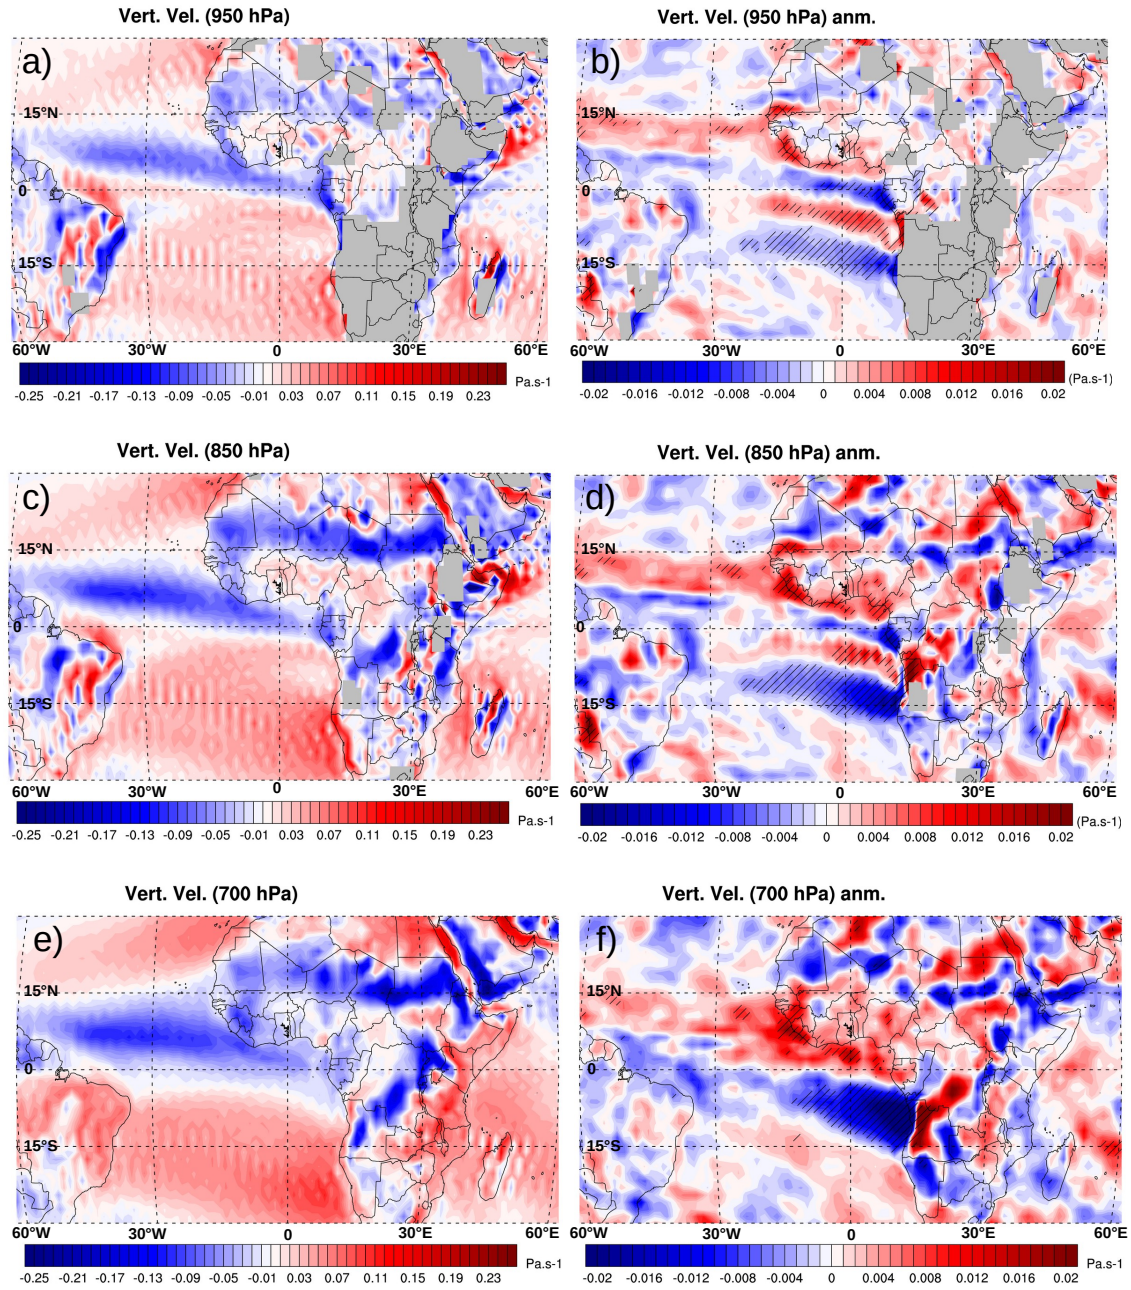 Vert. Vel. (950 hPa)
Vert. Vel. (950 hPa) anm.
a)
b)
15°N
0
15°S
60°W 30°W 0 30°E 60°E
15°N
0
15°S
60°W 30°W 0 30°E 60°E
-0.25 -0.21 -0.17 -0.13 -0.09 -0.05 -0.01 0.03 0.07 0.11 0.15 0.19 0.23 Pa.s-1
-0.02 -0.016 -0.012 -0.008 -0.004 0 0.004 0.008 0.012 0.016 0.02 (Pa.s-1)
Vert. Vel. (850 hPa)
Vert. Vel. (850 hPa) anm.
c)
d)
15°N
0
15°S
60°W 30°W 0 30°E 60°E
15°N
0
15°S
60°W 30°W 0 30°E 60°E
-0.25 -0.21 -0.17 -0.13 -0.09 -0.05 -0.01 0.03 0.07 0.11 0.15 0.19 0.23 Pa.s-1
-0.02 -0.016 -0.012 -0.008 -0.004 0 0.004 0.008 0.012 0.016 0.02 (Pa.s-1)
Vert. Vel. (700 hPa)
Vert. Vel. (700 hPa) anm.
e)
f)
15°N
0
15°S
60°W 30°W 0 30°E 60°E
15°N
0
15°S
60°W 30°W 0 30°E 60°E
-0.25 -0.21 -0.17 -0.13 -0.09 -0.05 -0.01 0.03 0.07 0.11 0.15 0.19 0.23 Pa.s-1
-0.02 -0.016 -0.012 -0.008 -0.004 0 0.004 0.008 0.012 0.016 0.02 Pa.s-1